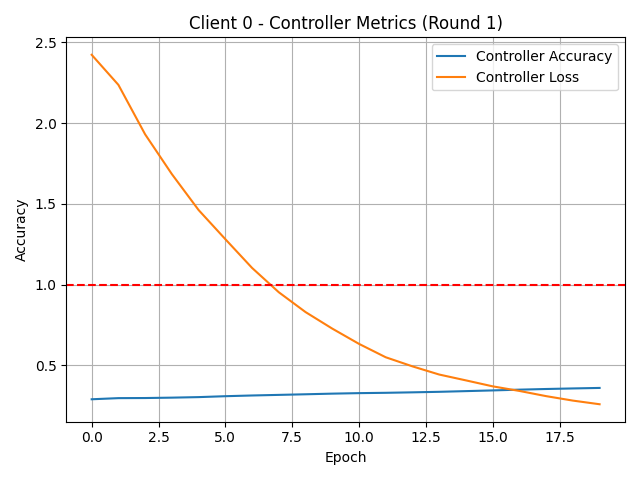 Client 0 - Controller Metrics (Round 1)
Controller Accuracy
Controller Loss
Accuracy
2.5
2.0
1.5
1.0
0.5
0.0 2.5 5.0 7.5 10.0 12.5 15.0 17.5
Epoch